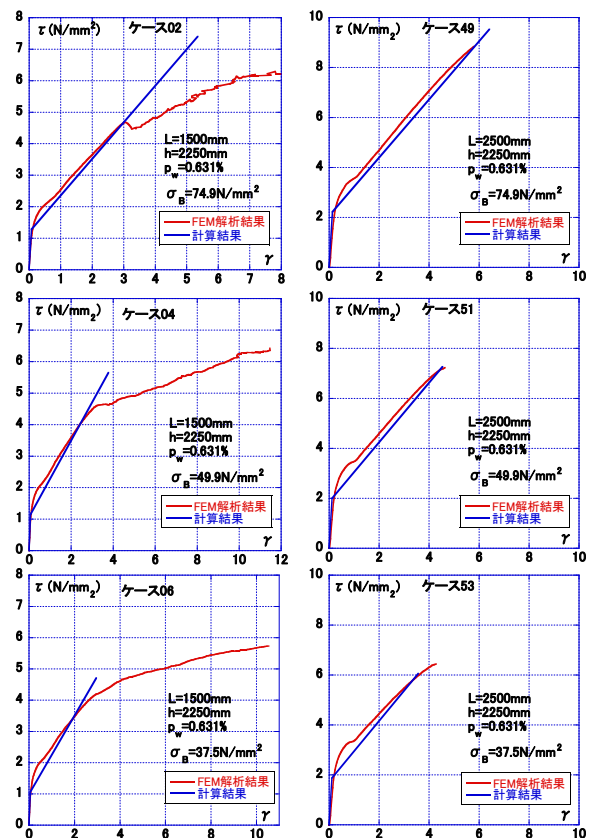 τ (N/mm²) ケース02
8
7
6
5
4
3
2
1
0
L=1500mm
h=2250mm
p_w=0.631%
σ_B=74.9N/mm²
FEM解析結果
計算結果
0 1 2 3 4 5 6 7 8
γ
τ (N/mm₂) ケース49
10
8
6
4
2
0
L=2500mm
h=2250mm
p_w=0.631%
σ_B=74.9N/mm²
FEM解析結果
計算結果
0 2 4 6 8 10
γ
τ (N/mm₂) ケース04
8
7
6
5
4
3
2
1
0
L=1500mm
h=2250mm
p_w=0.631%
σ_B=49.9N/mm²
FEM解析結果
計算結果
0 2 4 6 8 10 12
γ
τ (N/mm₂) ケース51
10
8
6
4
2
0
L=2500mm
h=2250mm
p_w=0.631%
σ_B=49.9N/mm²
FEM解析結果
計算結果
0 2 4 6 8 10
γ
τ (N/mm₂) ケース06
8
7
6
5
4
3
2
1
0
L=1500mm
h=2250mm
p_w=0.631%
σ_B=37.5N/mm²
FEM解析結果
計算結果
0 2 4 6 8 10
γ
τ (N/mm₂) ケース53
10
8
6
4
2
0
L=2500mm
h=2250mm
p_w=0.631%
σ_B=37.5N/mm²
FEM解析結果
計算結果
0 2 4 6 8 10
γ